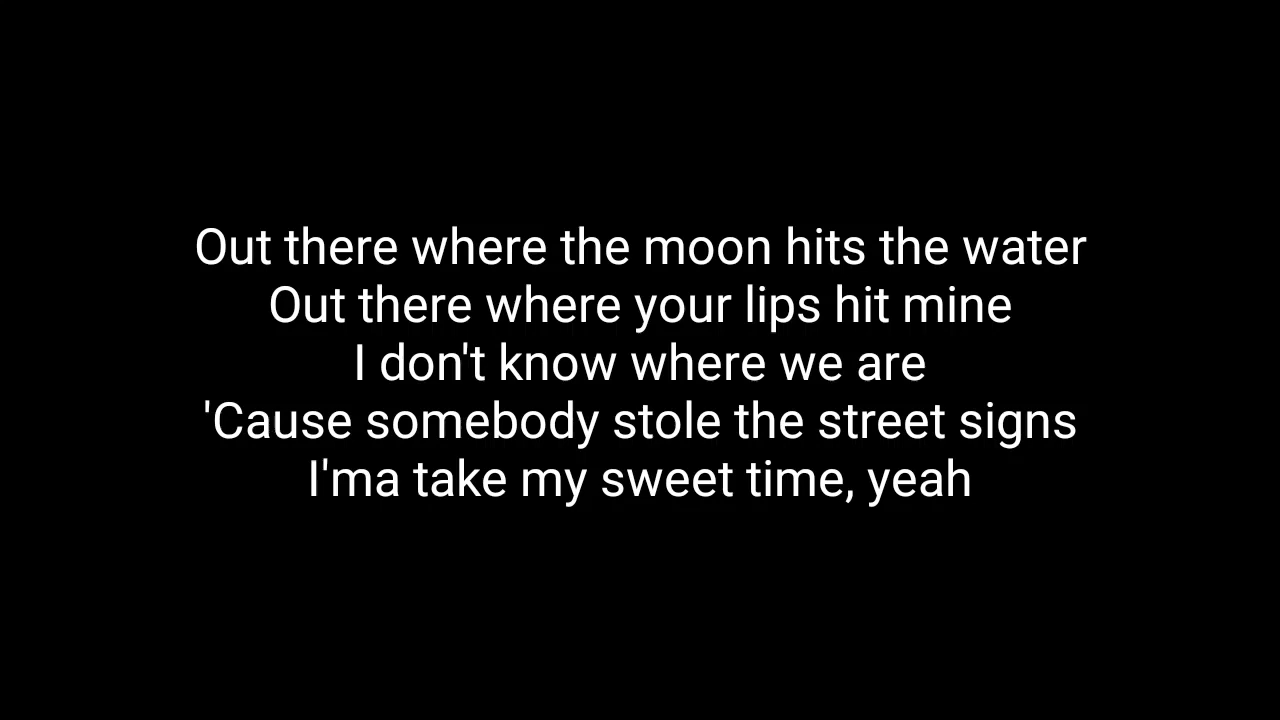 Out there where the moon hits the water
Out there where your lips hit mine
I don't know where we are
'Cause somebody stole the street signs
I'ma take my sweet time, yeah